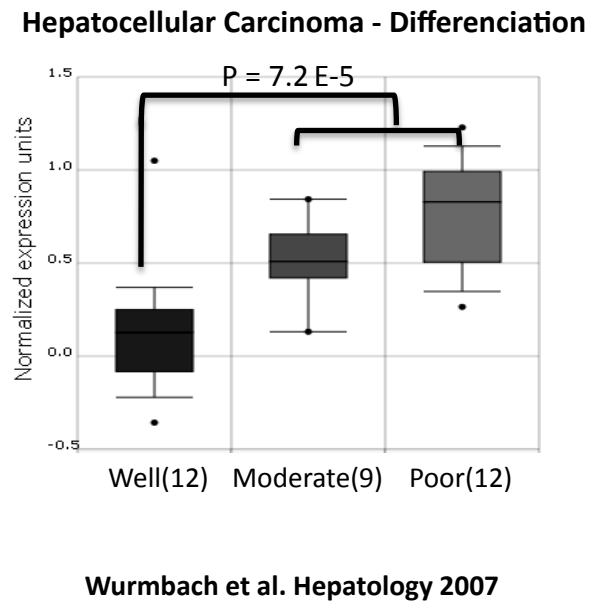 Hepatocellular Carcinoma - Differenciation
P = 7.2 E-5
Normalized expression units
1.5
1.0
0.5
0.0
-0.5
Well(12) Moderate(9) Poor(12)
Wurmbach et al. Hepatology 2007